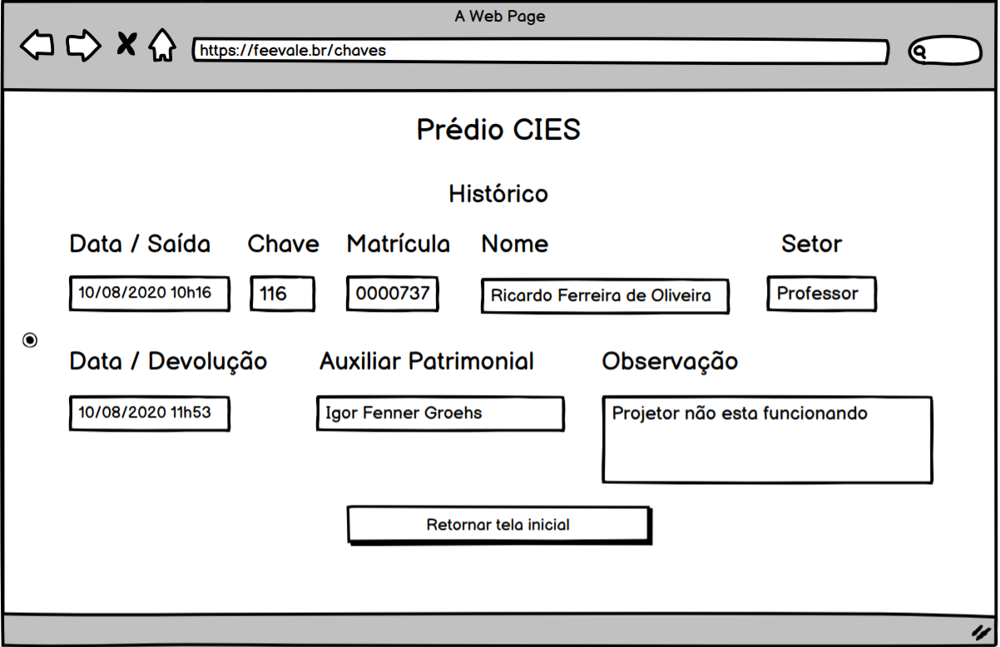 A Web Page
https://feevale.br/chaves
Prédio CIES
Histórico
Data / Saída Chave Matrícula Nome Setor
10/08/2020 10h16 116 0000737 Ricardo Ferreira de Oliveira Professor
Data / Devolução Auxiliar Patrimonial Observação
10/08/2020 11h53 Igor Fenner Groehs Projetor não esta funcionando
Retornar tela inicial